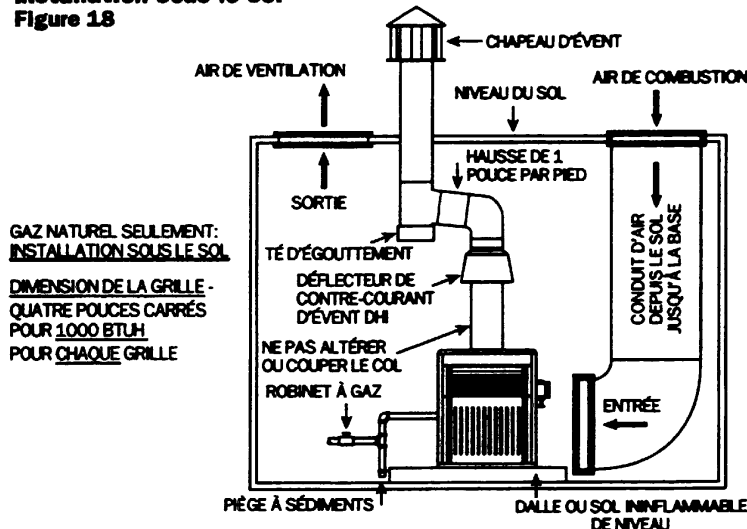 Installation sous le sol
Figure 18
CHAPEAU D'ÉVENT
AIR DE VENTILATION
NIVEAU DU SOL
AIR DE COMBUSTION
HAUSSE DE 1
POUCE PAR PIED
SORTIE
GAZ NATUREL SEULEMENT:
INSTALLATION SOUS LE SOL
DIMENSION DE LA GRILLE -
QUATRE POUCES CARRÉS
POUR 1000 BTUH
POUR CHAQUE GRILLE
TÉ D'ÉGOUTTEMENT
DÉFLECTEUR DE
CONTRE-COURANT
D'ÉVENT DHI
CONDUIT D'AIR
DEPUIS LE SOL
JUSQU'À LA BASE
NE PAS ALTÉRER
OU COUPER LE COL
ROBINET À GAZ
ENTRÉE
PIÈGE À SÉDIMENTS
DALLE OU SOL ININFLAMMABLE
DE NIVEAU